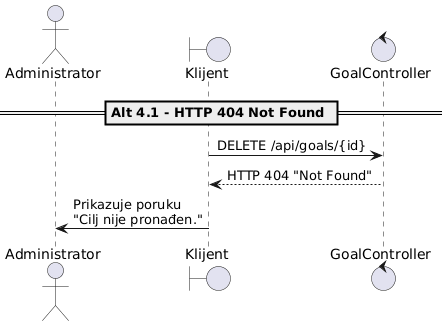 Administrator
Klijent
GoalController
Alt 4.1 - HTTP 404 Not Found
DELETE /api/goals/{id}
HTTP 404 "Not Found"
Prikazuje poruku
"Cilj nije pronađen."
Administrator
Klijent
GoalController